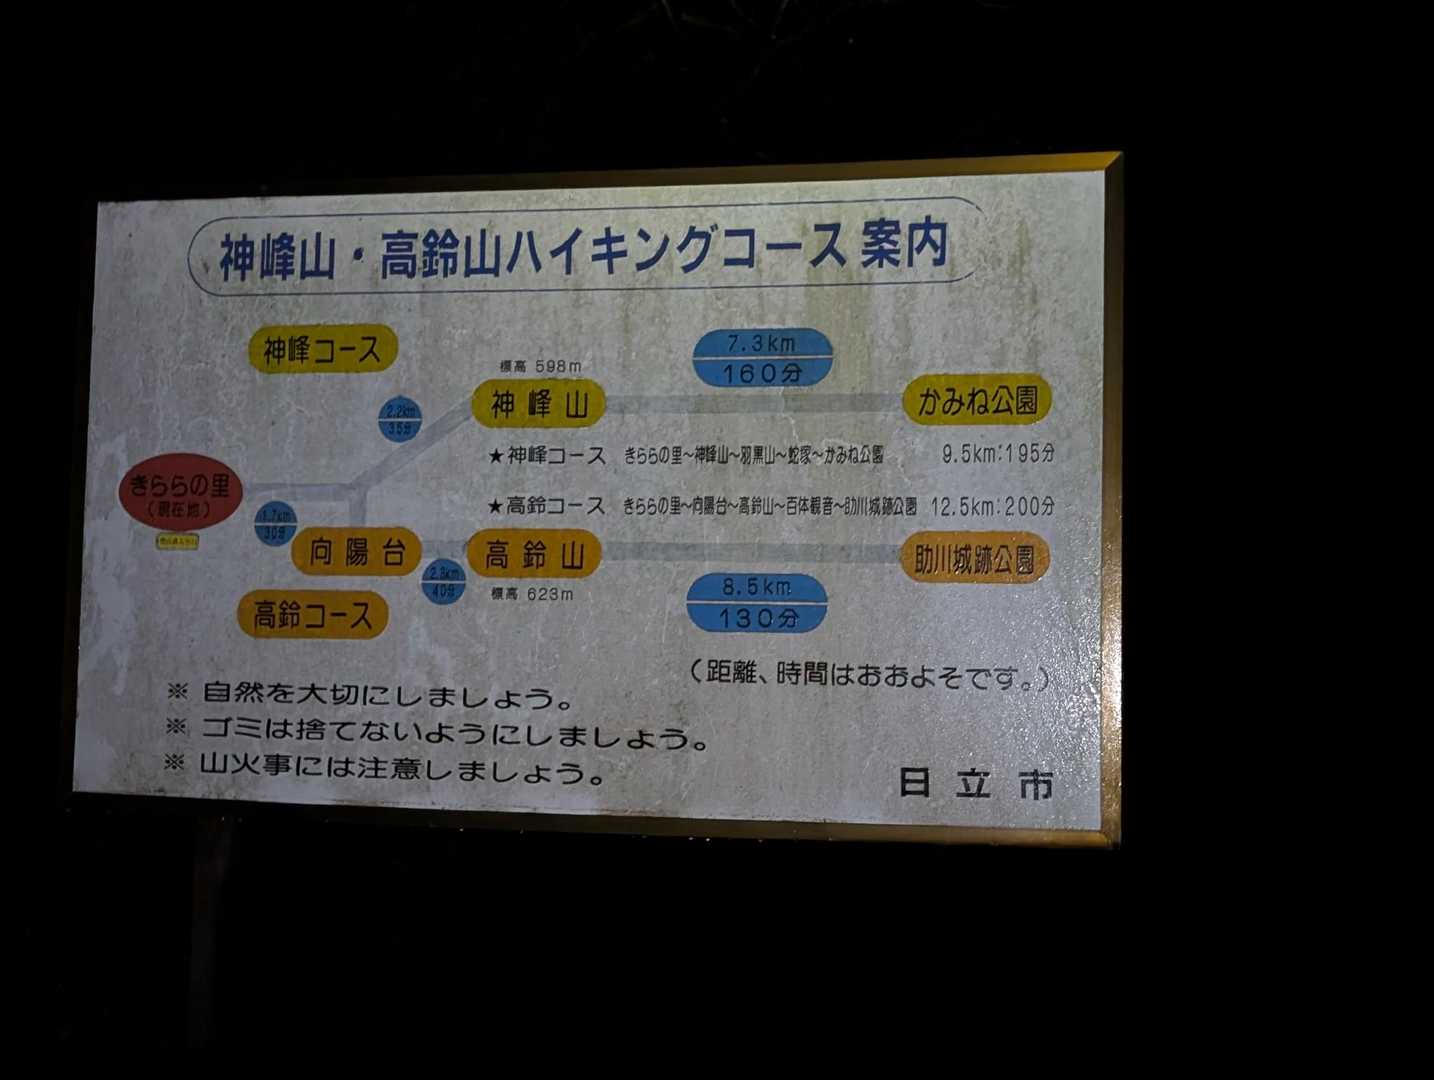 神峰山・高鈴山ハイキングコース案内
神峰コース
標高 598m
7.3km
160分
2.2km
35分
神峰山
かみね公園
★神峰コース きららの里～神峰山～羽黒山～蛇塚～かみね公園 9.5km:195分
きららの里
(現在地)
★高鈴コース きららの里～向陽台～高鈴山～百体観音～助川城跡公園 12.5km:200分
1.7km
30分
向陽台
高鈴山
助川城跡公園
2.3km
40分
標高 623m
8.5km
130分
高鈴コース
(距離、時間はおおよそです。)
※ 自然を大切にしましょう。
※ ゴミは捨てないようにしましょう。
※ 山火事には注意しましょう。
日立市